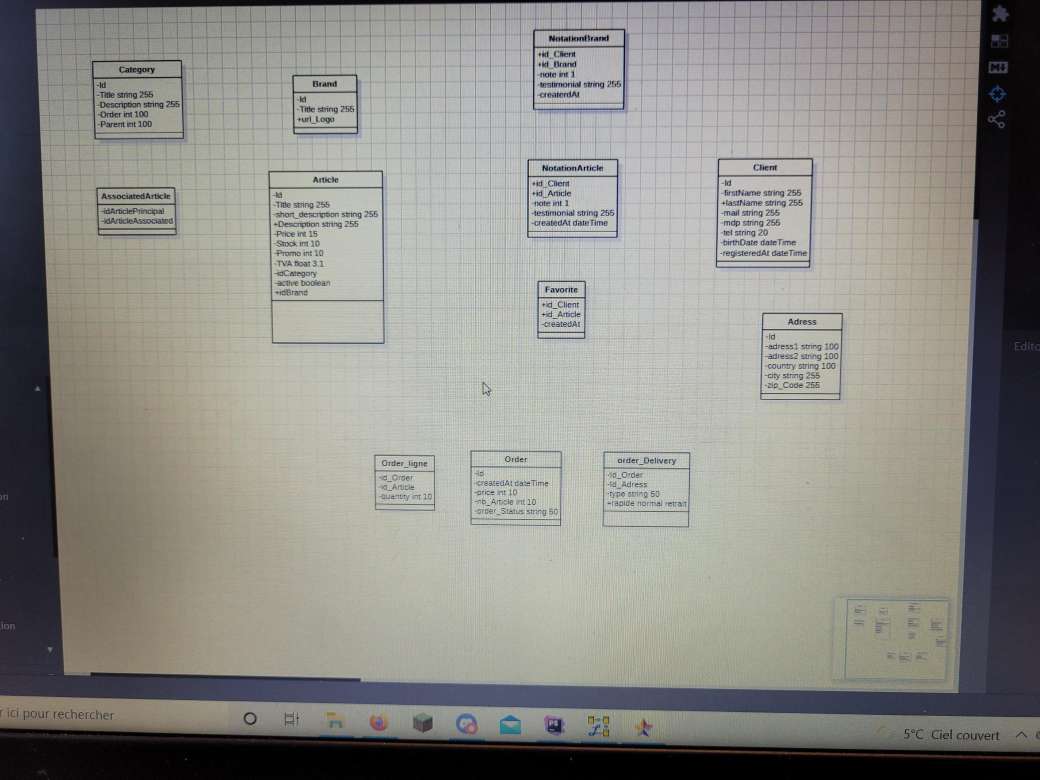 NotationBrand
+id_Client
+id_Brand
-note int 1
-testimonial string 255
-createrdAt
Category
-Id
-Title string 255
-Description string 255
-Order int 100
-Parent int 100
Brand
-Id
-Title string 255
+url_Logo
AssociatedArticle
-idArticlePrincipal
-idArticleAssociated
Article
-Id
-Title string 255
-short_description string 255
+Description string 255
-Price int 15
-Stock int 10
-Promo int 10
-TVA float 3.1
-idCategory
-active boolean
+idBrand
NotationArticle
+id_Client
+id_Article
-note int 1
-testimonial string 255
-createdAt dateTime
Client
-Id
-firstName string 255
+lastName string 255
-mail string 255
-mdp string 255
-tel string 20
-birthDate dateTime
-registeredAt dateTime
Favorite
+id_Client
+id_Article
-createdAt
Adress
-Id
-adress1 string 100
-adress2 string 100
-country string 100
-city string 255
-zip_Code 255
Edito
Order_ligne
-id_Order
-id_Article
-quantity int 10
Order
-Id
-createdAt dateTime
-price int 10
-nb_Article int 10
-order_Status string 50
order_Delivery
-Id_Order
-Id_Adress
-type string 50
+rapide normal retrait
on
ion
r ici pour rechercher
5°C Ciel couvert